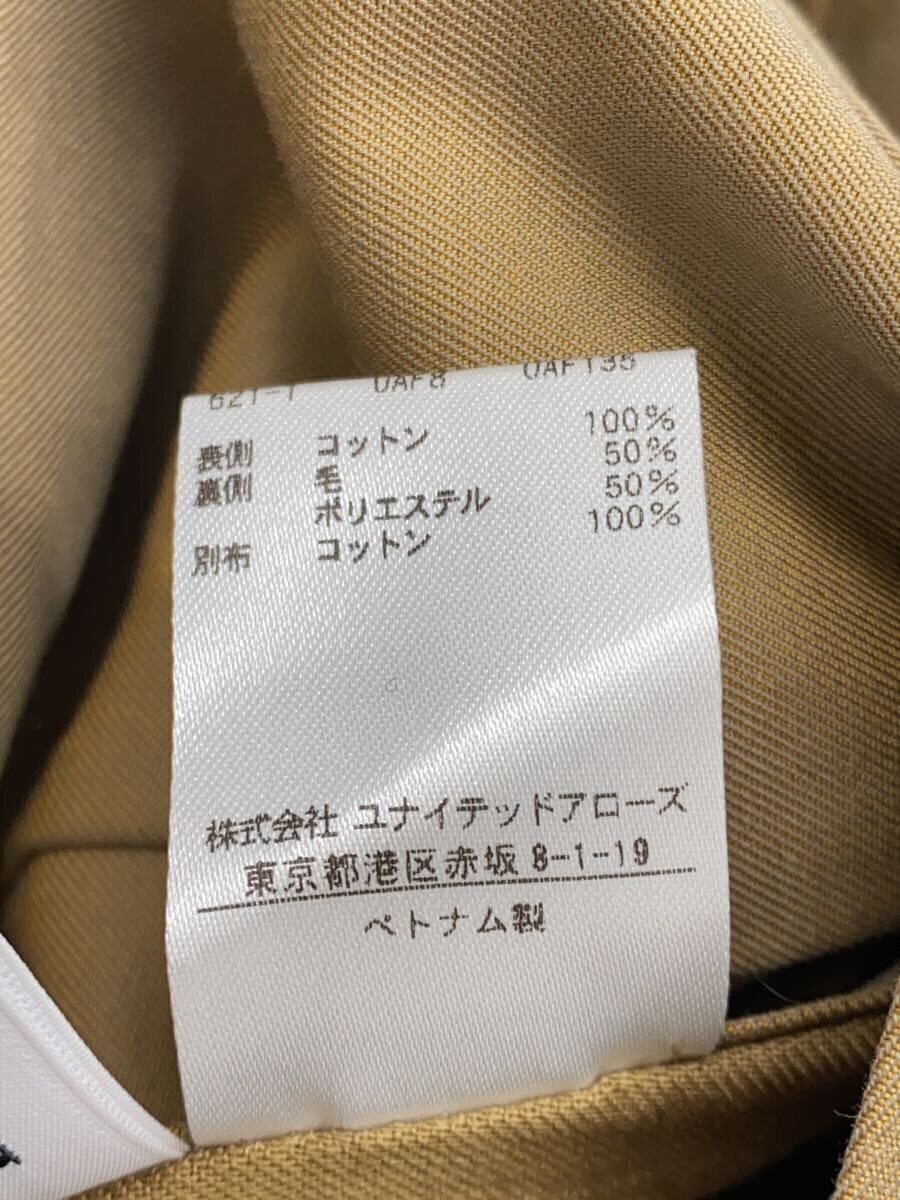 表側 コットン 100%
裏側 毛 50%
ポリエステル 50%
別布 コットン 100%
株式会社 ユナイテッドアローズ
東京都港区赤坂 8-1-19
ベトナム製